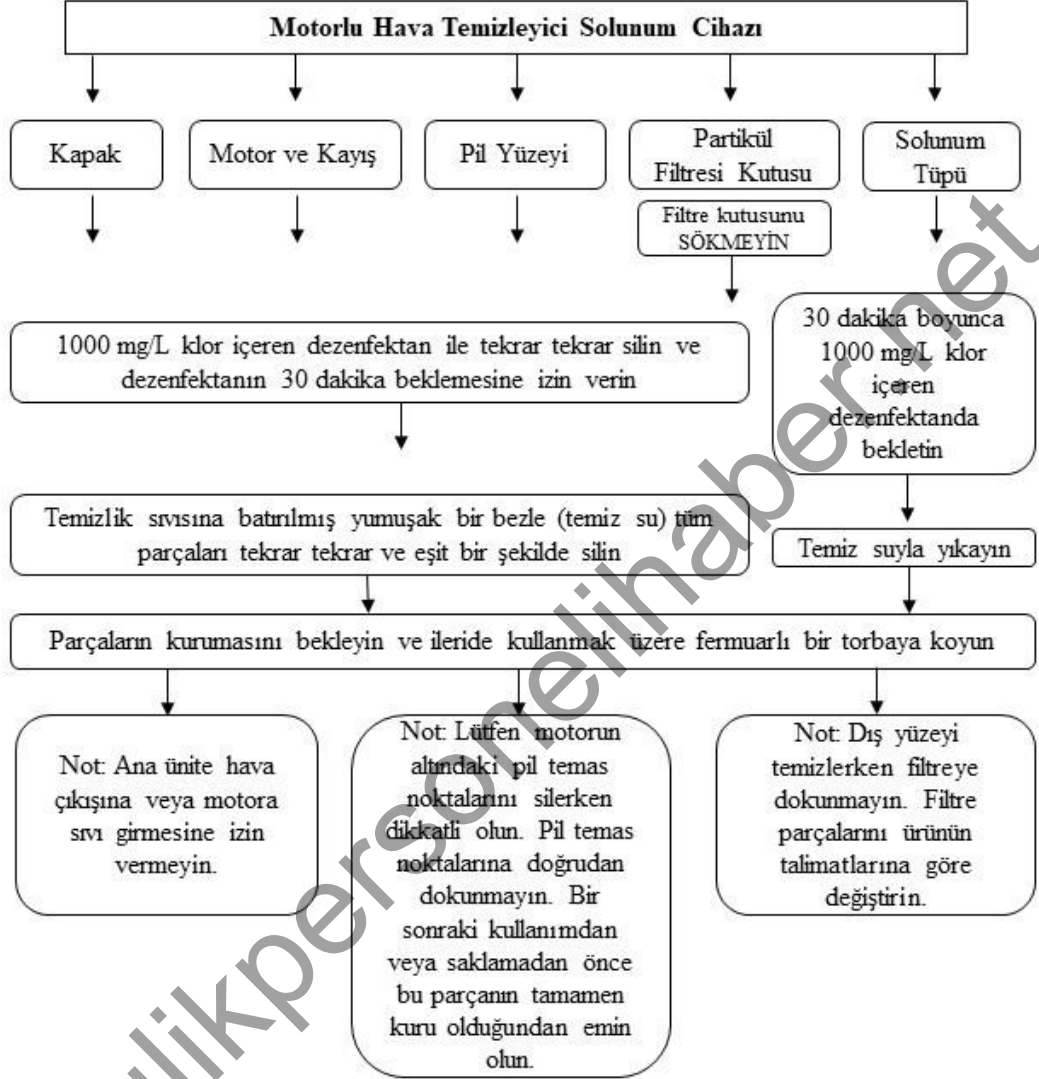 Motorlu Hava Temizleyici Solunum Cihazı
Kapak
Motor ve Kayış
Pil Yüzeyi
Partikül
Filtresi Kutusu
Solunum
Tüpü
Filtre kutusunu
SÖKMEYİN
1000 mg/L klor içeren dezenfektan ile tekrar tekrar silin ve
dezenfektanın 30 dakika beklemesine izin verin
30 dakika boyunca
1000 mg/L klor
içeren
dezenfektanda
bekletin
Temizlik sıvısına batırılmış yumuşak bir bezle (temiz su) tüm
parçaları tekrar tekrar ve eşit bir şekilde silin
Temiz suyla yıkayın
Parçaların kurumasını bekleyin ve ileride kullanmak üzere fermuarlı bir torbaya koyun
Not: Ana ünite hava
çıkışına veya motora
sıvı girmesine izin
vermeyin.
Not: Lütfen motorun
altındaki pil temas
noktalarını silerken
dikkatli olun. Pil temas
noktalarına doğrudan
dokunmayın. Bir
sonraki kullanımdan
veya saklamadan önce
bu parçanın tamamen
kuru olduğundan emin
olun.
Not: Dış yüzeyi
temizlerken filtreye
dokunmayın. Filtre
parçalarını ürünün
talimatlarına göre
değiştirin.
likpersonelihaber.net